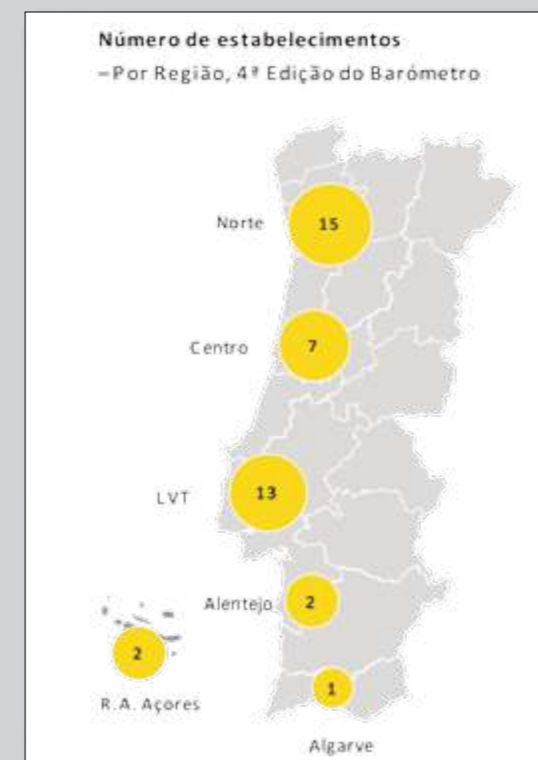 Número de estabelecimentos
–Por Região, 4ª Edição do Barómetro
Norte
15
Centro
7
LVT
13
Alentejo
2
2
R.A. Açores
1
Algarve